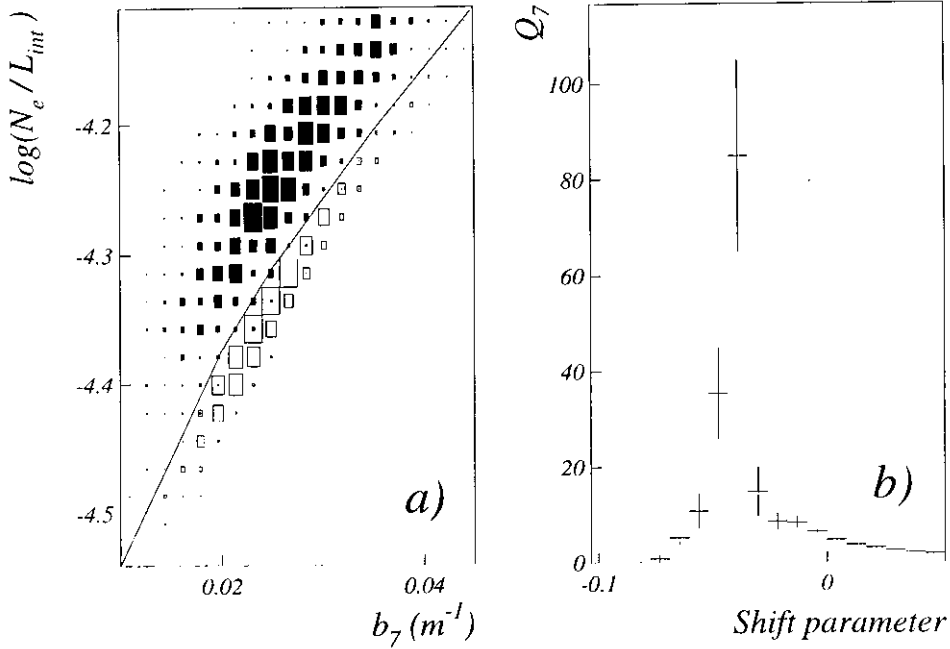 log(N_e / L_int)
-4.2
-4.3
-4.4
-4.5
0.02
0.04
b_7 (m^-1)
a)
Q_7
100
80
60
40
20
0
-0.1
0
Shift parameter
b)